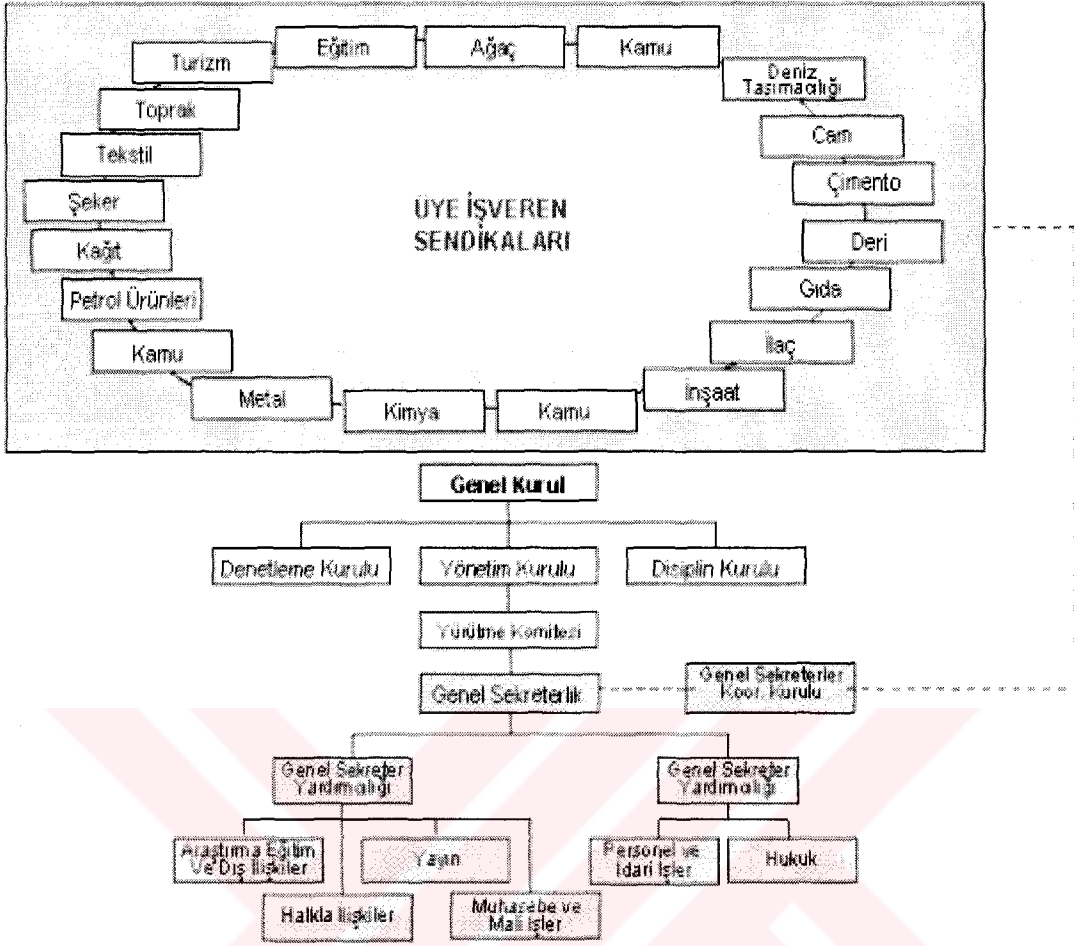 Eğitim
Ağaç
Kamu
Turizm
Deniz
Taşımacılığı
Toprak
Cam
Tekstil
Çimento
Şeker
ÜYE İŞVEREN
SENDİKALARI
Deri
Kağıt
Gıda
Petrol Ürünleri
İlaç
Kamu
İnşaat
Metal
Kimya
Kamu
Genel Kurul
Denetleme Kurulu
Yönetim Kurulu
Disiplin Kurulu
Yürütme Komitesi
Genel Sekreterlik
Genel Sekreterler
Koor. Kurulu
Genel Sekreter
Yardımcılığı
Genel Sekreter
Yardımcılığı
Araştırma Eğitim
Ve Dış İlişkiler
Yayın
Personel ve
İdari İşler
Hukuk
Halkla İlişkiler
Muhasebe ve
Mali İşler